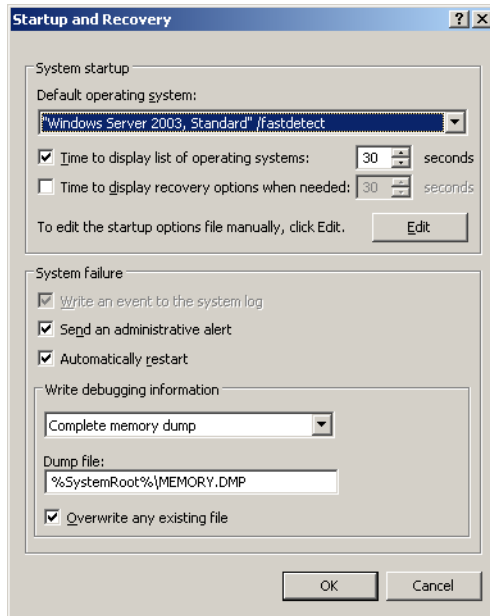 Startup and Recovery
System startup
Default operating system:
"Windows Server 2003, Standard" /fastdetect
Time to display list of operating systems: 30 seconds
Time to display recovery options when needed: 30 seconds
To edit the startup options file manually, click Edit. Edit
System failure
Write an event to the system log
Send an administrative alert
Automatically restart
Write debugging information
Complete memory dump
Dump file:
%SystemRoot%\MEMORY.DMP
Overwrite any existing file
OK Cancel